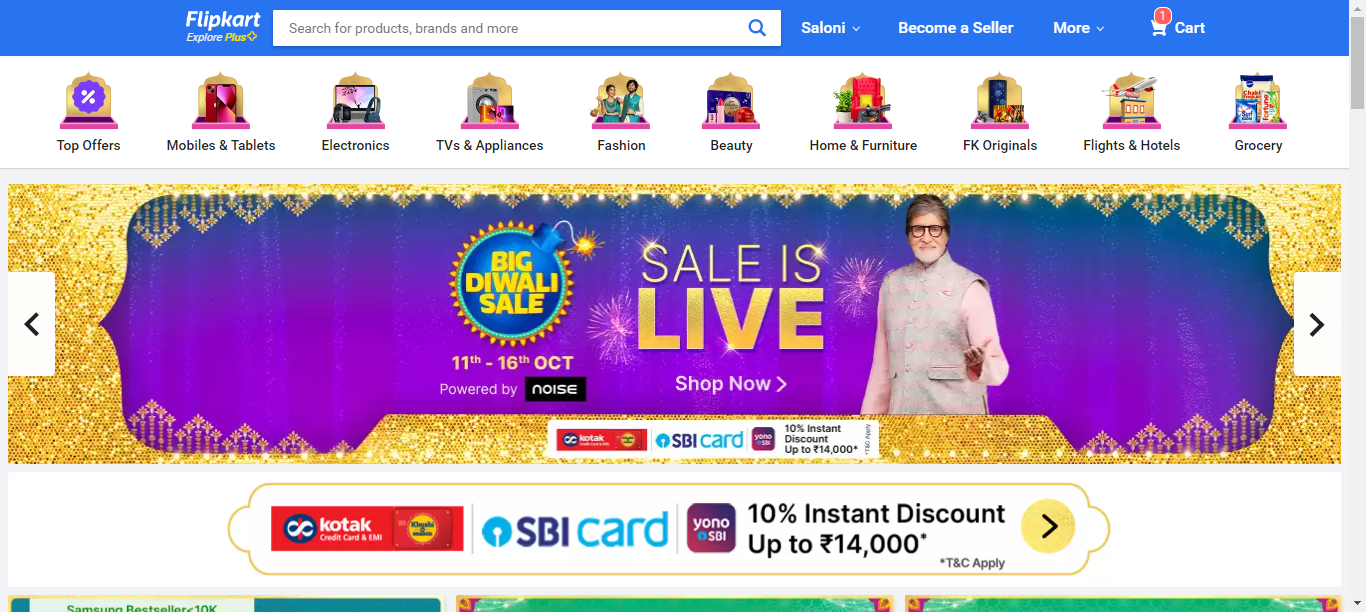 Flipkart
Explore Plus
Search for products, brands and more
Saloni
Become a Seller
More
1
Cart
Top Offers
Mobiles & Tablets
Electronics
TVs & Appliances
Fashion
Beauty
Home & Furniture
FK Originals
Flights & Hotels
Grocery
BIG
DIWALI
SALE
11th - 16th OCT
Powered by NOISE
SALE IS
LIVE
Shop Now
kotak
Credit Card & EMI
SBI card
yono
SBI
10% Instant
Discount
Up to ₹14,000*
*T&C Apply
kotak
Credit Card & EMI
Khushi
SBI card
yono
SBI
10% Instant Discount
Up to ₹14,000*
*T&C Apply
Samsung Bestseller<10K